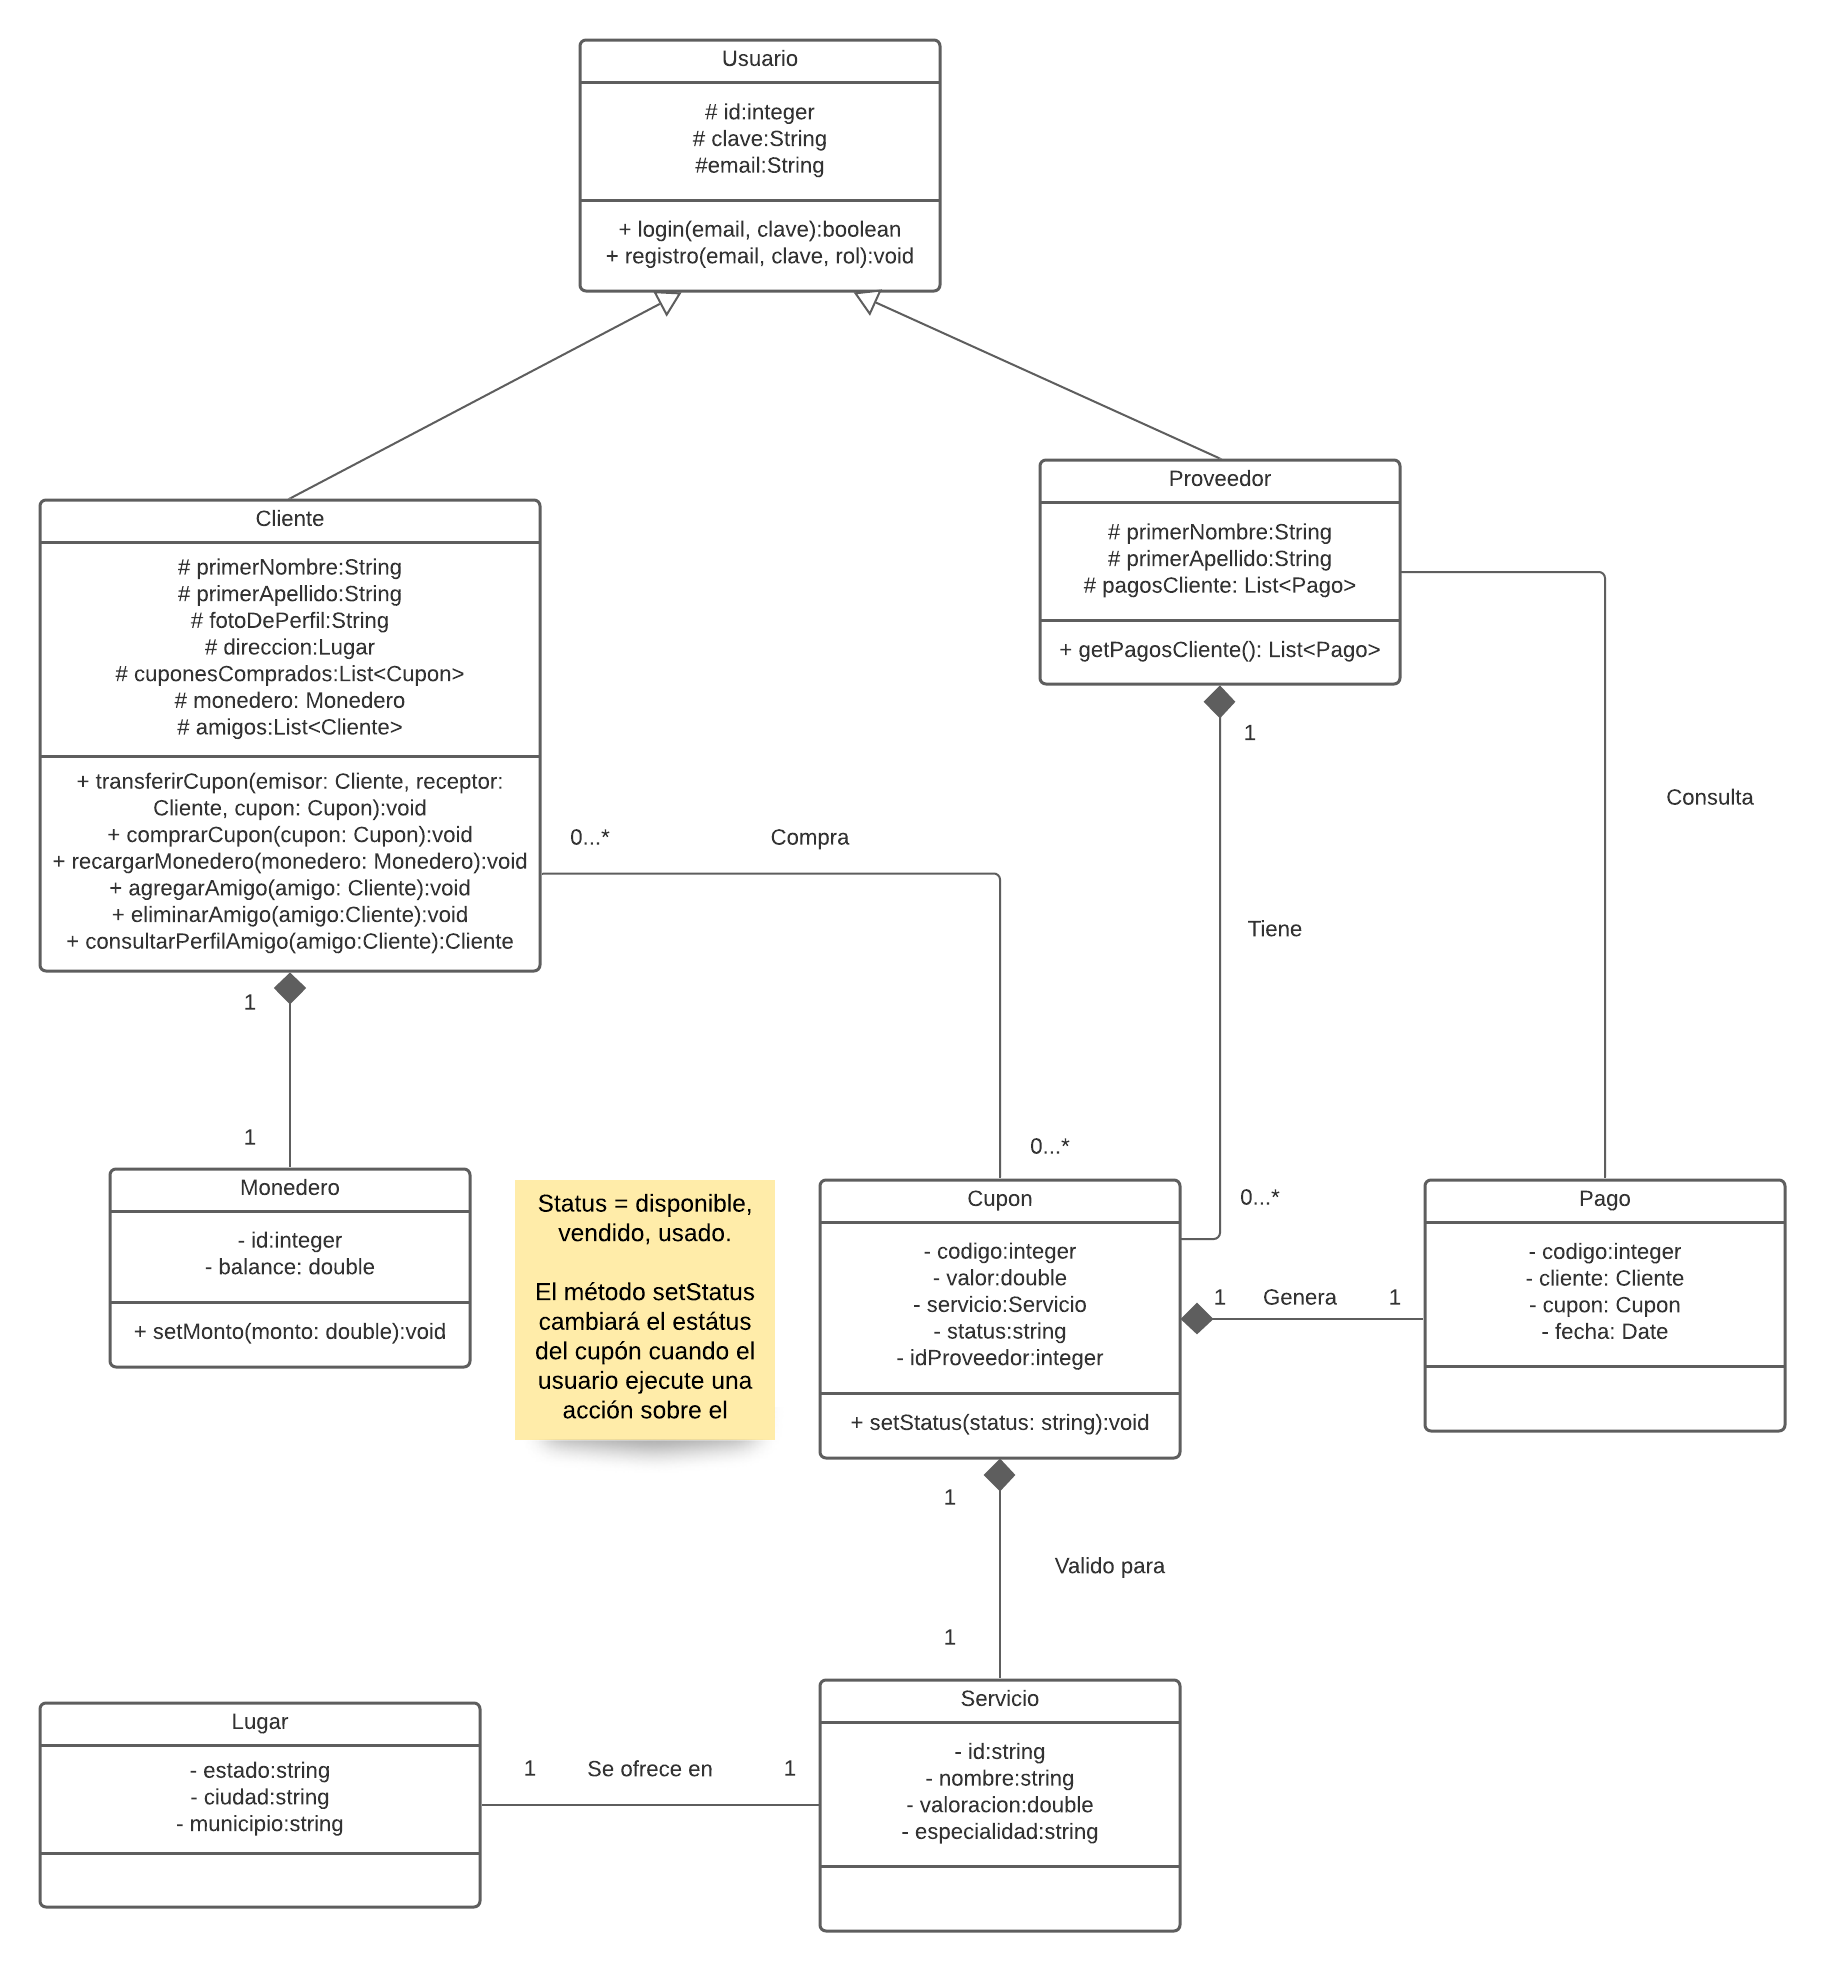 Usuario
# id:integer
# clave:String
#email:String
+ login(email, clave):boolean
+ registro(email, clave, rol):void
Cliente
# primerNombre:String
# primerApellido:String
# fotoDePerfil:String
# direccion:Lugar
# cuponesComprados:List<Cupon>
# monedero: Monedero
# amigos:List<Cliente>
+ transferirCupon(emisor: Cliente, receptor:
Cliente, cupon: Cupon):void
+ comprarCupon(cupon: Cupon):void
+ recargarMonedero(monedero: Monedero):void
+ agregarAmigo(amigo: Cliente):void
+ eliminarAmigo(amigo:Cliente):void
+ consultarPerfilAmigo(amigo:Cliente):Cliente
Proveedor
# primerNombre:String
# primerApellido:String
# pagosCliente: List<Pago>
+ getPagosCliente(): List<Pago>
1
Consulta
0...*
Compra
Tiene
1
1
0...*
0...*
Monedero
- id:integer
- balance: double
+ setMonto(monto: double):void
Status = disponible,
vendido, usado.
El método setStatus
cambiará el estátus
del cupón cuando el
usuario ejecute una
acción sobre el
Cupon
- codigo:integer
- valor:double
- servicio:Servicio
- status:string
- idProveedor:integer
+ setStatus(status: string):void
1
Genera
1
Pago
- codigo:integer
- cliente: Cliente
- cupon: Cupon
- fecha: Date
1
Valido para
1
Lugar
- estado:string
- ciudad:string
- municipio:string
1
Se ofrece en
1
Servicio
- id:string
- nombre:string
- valoracion:double
- especialidad:string